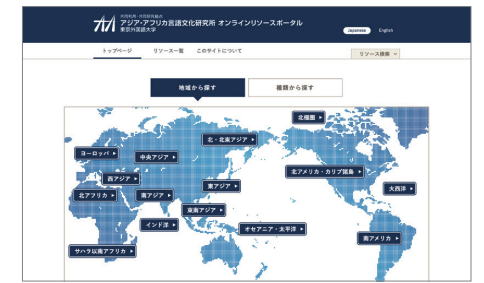 共同利用・共同研究拠点
アジア・アフリカ言語文化研究所 オンラインリソースポータル
東京外国語大学
Japanese English
トップページ リソース一覧 このサイトについて
リソース検索
地域から探す 種類から探す
北極圏
北・北東アジア
ヨーロッパ
中央アジア
北アメリカ・カリブ諸島
西アジア
東アジア
大西洋
北アフリカ
南アジア
東南アジア
インド洋
オセアニア・太平洋
南アメリカ
サハラ以南アフリカ